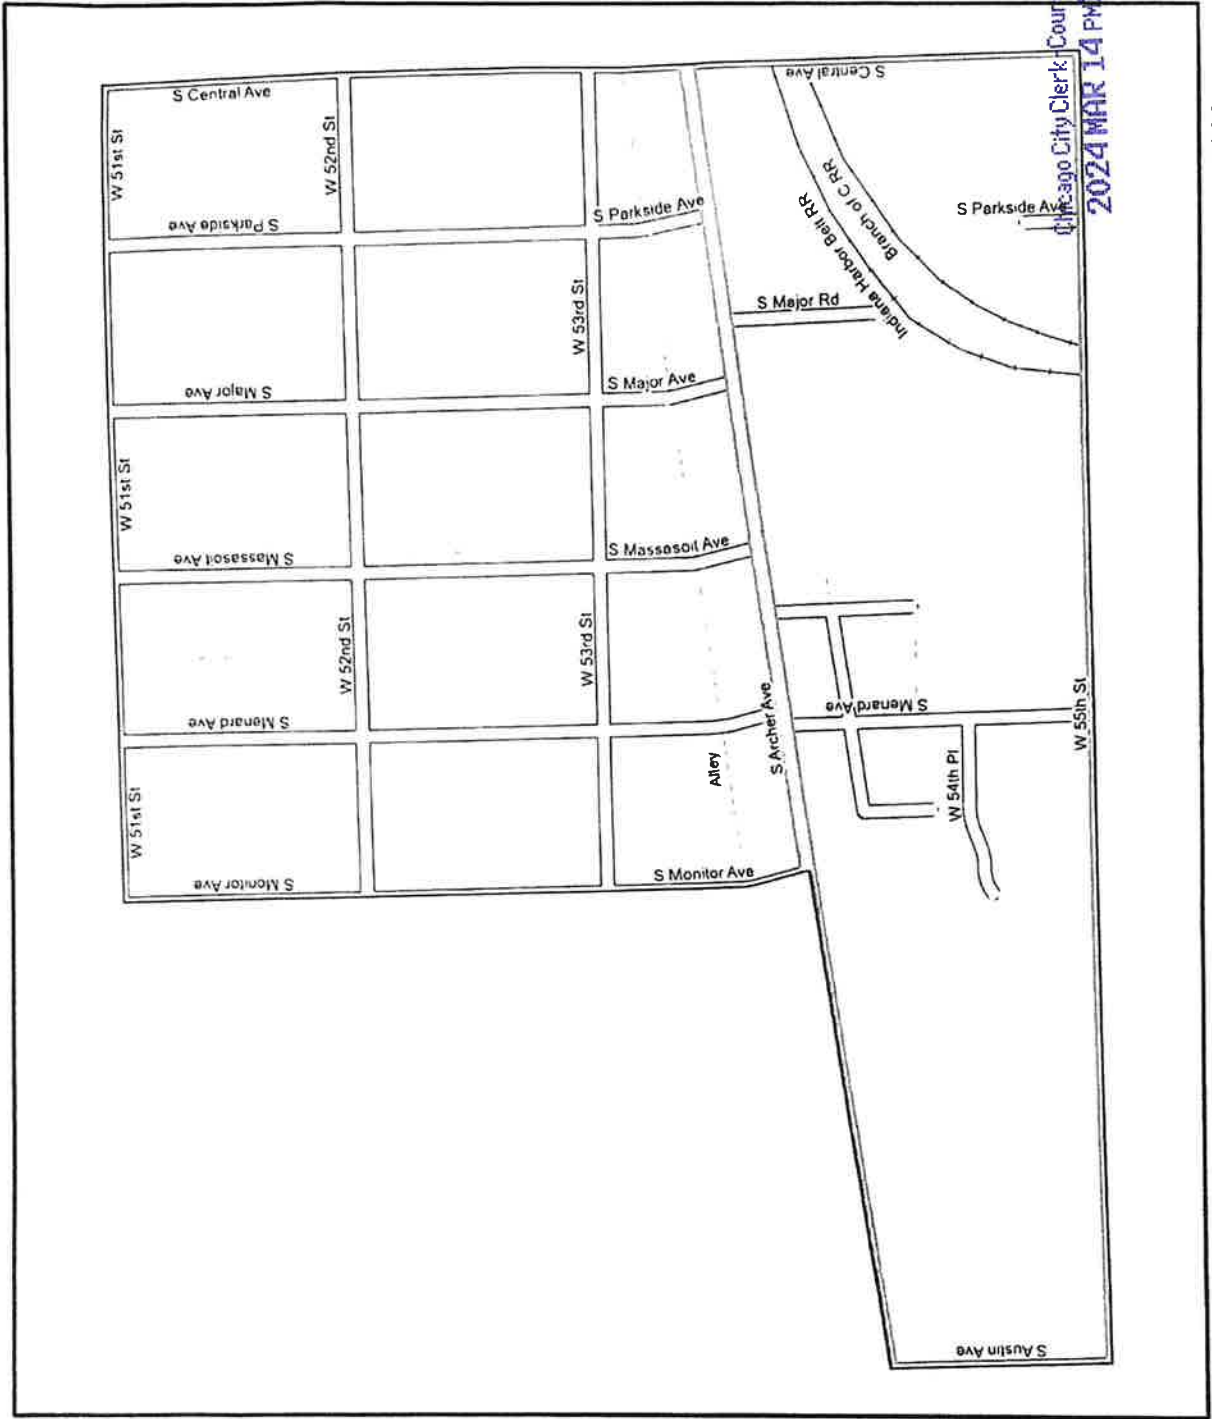 Chicago City Clerk-Coun
2024 MAR 14 PM
S Central Ave
S Central Ave
W 51st St
W 52nd St
S Parkside Ave
S Parkside Ave
S Parkside Ave
Branch of C RR
Indiana Harbor Belt RR
S Major Rd
W 53rd St
S Major Ave
S Major Ave
W 51st St
S Massasoit Ave
S Massasoit Ave
W 52nd St
W 53rd St
S Menard Ave
S Menard Ave
S Archer Ave
W 55th St
Alley
W 54th Pl
W 51st St
S Monitor Ave
S Monitor Ave
S Austin Ave